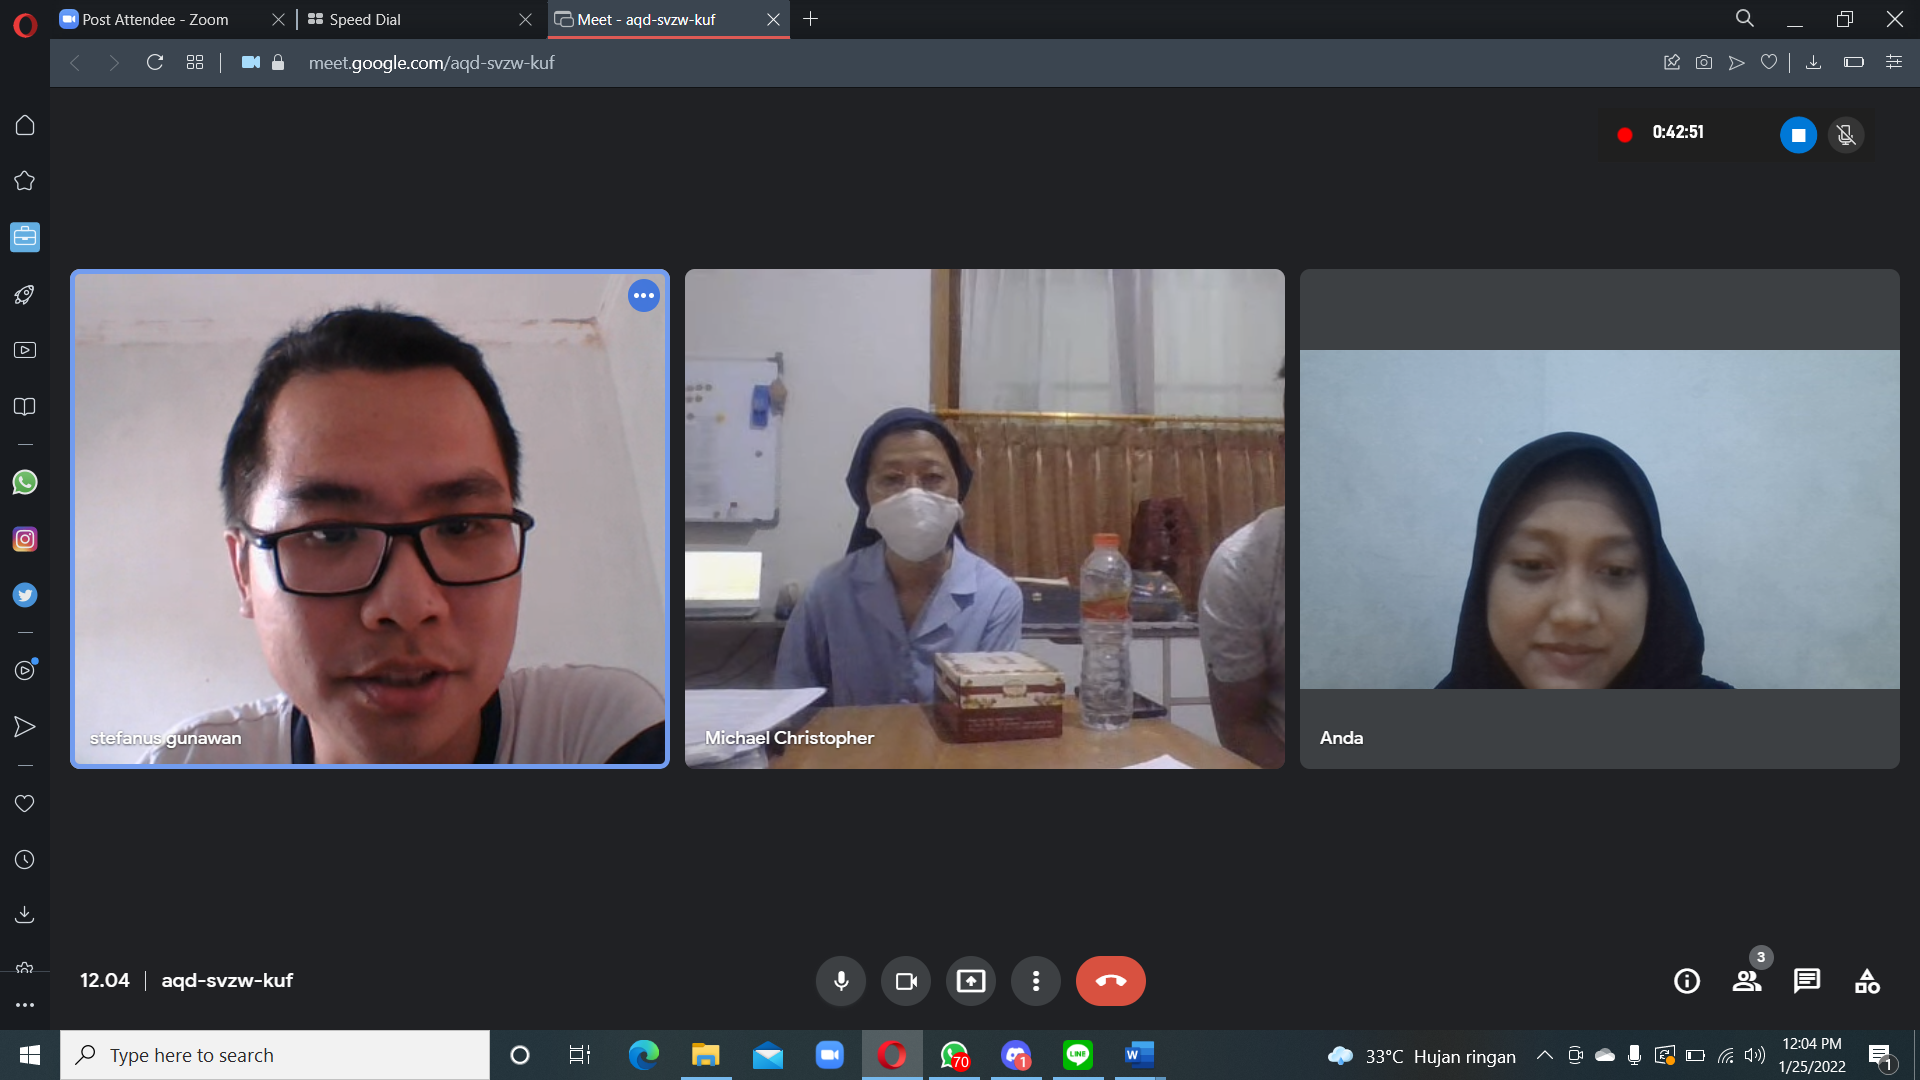 Post Attendee - Zoom
Speed Dial
Meet - aqd-svzw-kuf
meet.google.com/aqd-svzw-kuf
0:42:51
stefanus gunawan
Michael Christopher
Anda
12.04
aqd-svzw-kuf
3
Type here to search
70
1
LINE
W
33°C Hujan ringan
12:04 PM
1/25/2022
1